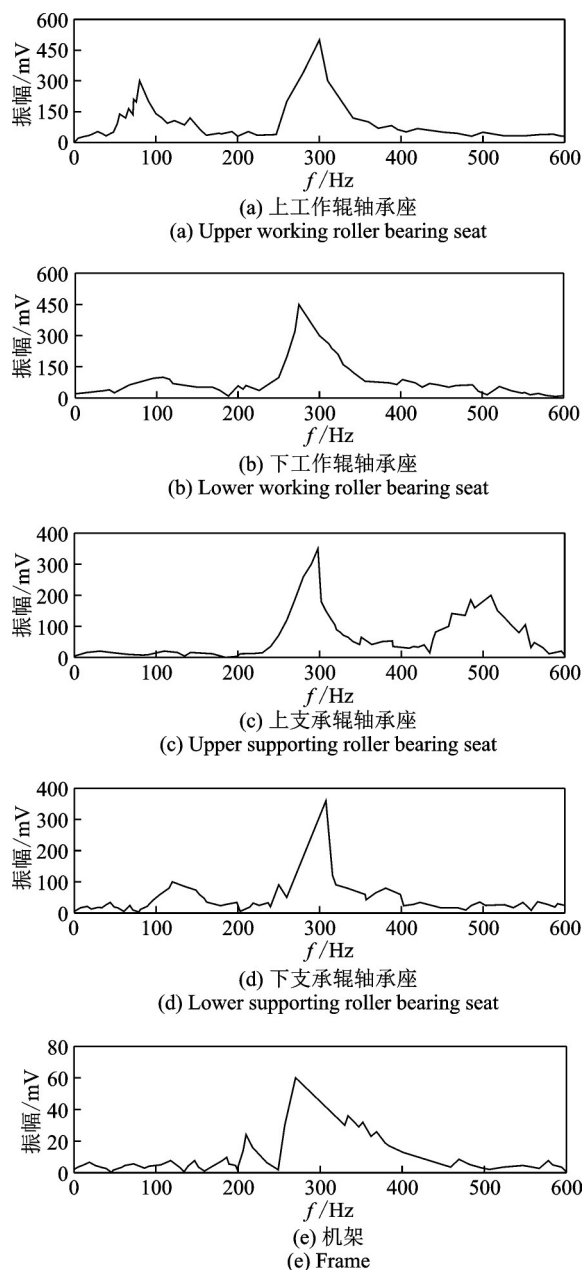 600
450
300
150
0
振幅/mV
0 100 200 300 400 500 600
f/Hz
(a) 上工作辊轴承座
(a) Upper working roller bearing seat
600
450
300
150
0
振幅/mV
0 100 200 300 400 500 600
f/Hz
(b) 下工作辊轴承座
(b) Lower working roller bearing seat
400
300
200
100
0
振幅/mV
0 100 200 300 400 500 600
f/Hz
(c) 上支承辊轴承座
(c) Upper supporting roller bearing seat
400
300
200
100
0
振幅/mV
0 100 200 300 400 500 600
f/Hz
(d) 下支承辊轴承座
(d) Lower supporting roller bearing seat
80
60
40
20
0
振幅/mV
0 100 200 300 400 500 600
f/Hz
(e) 机架
(e) Frame